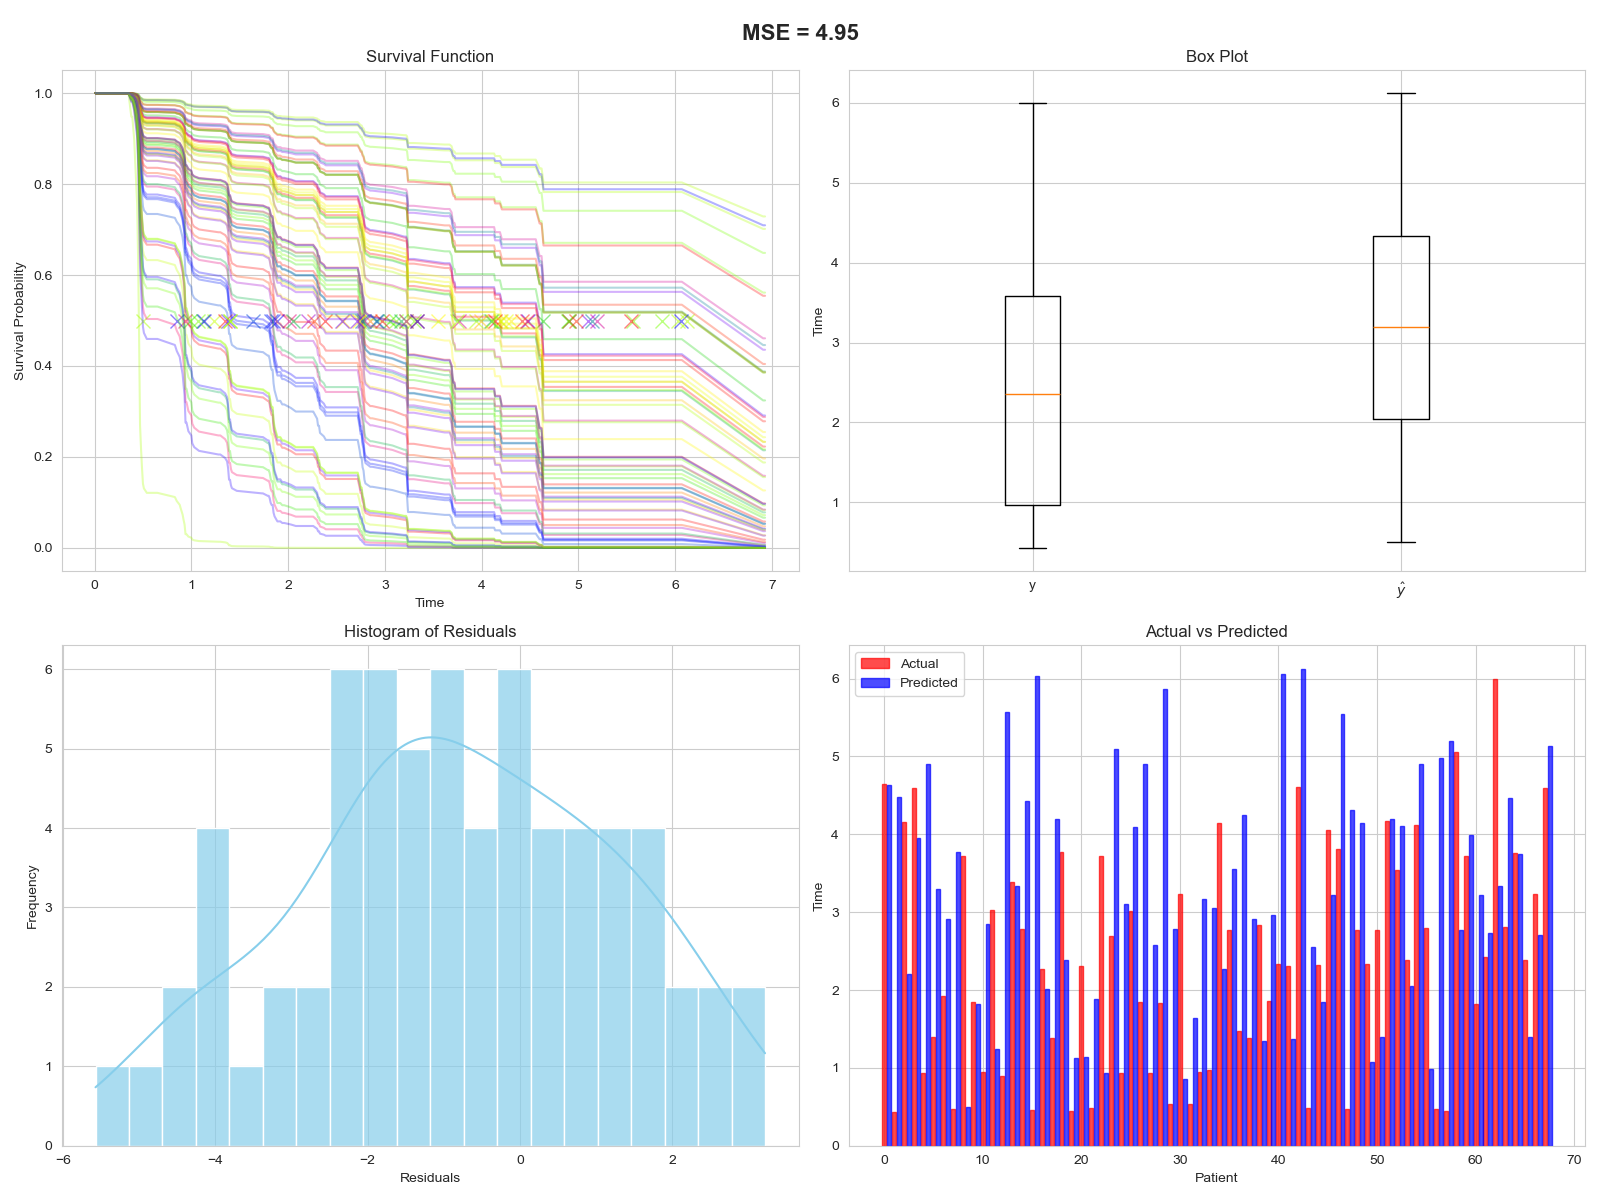 MSE = 4.95
Survival Function
Survival Probability
1.0
0.8
0.6
0.4
0.2
0.0
0 1 2 3 4 5 6 7
Time
Box Plot
Time
6
5
4
3
2
1
y ŷ
Histogram of Residuals
Frequency
6
5
4
3
2
1
0
−6 −4 −2 0 2
Residuals
Actual vs Predicted
Actual
Predicted
Time
6
5
4
3
2
1
0
0 10 20 30 40 50 60 70
Patient